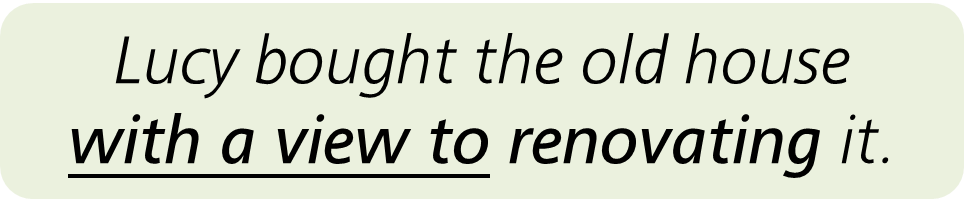 Lucy bought the old house
with a view to renovating it.